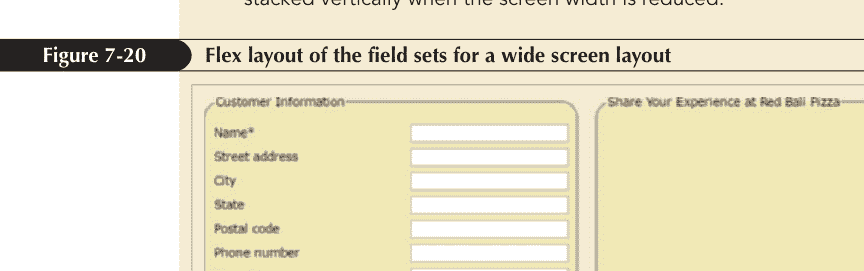 stacked vertically when the screen width is reduced.
Figure 7-20
Flex layout of the field sets for a wide screen layout
Customer Information
Share Your Experience at Red Ball Pizza
Name*
Street address
City
State
Postal code
Phone number